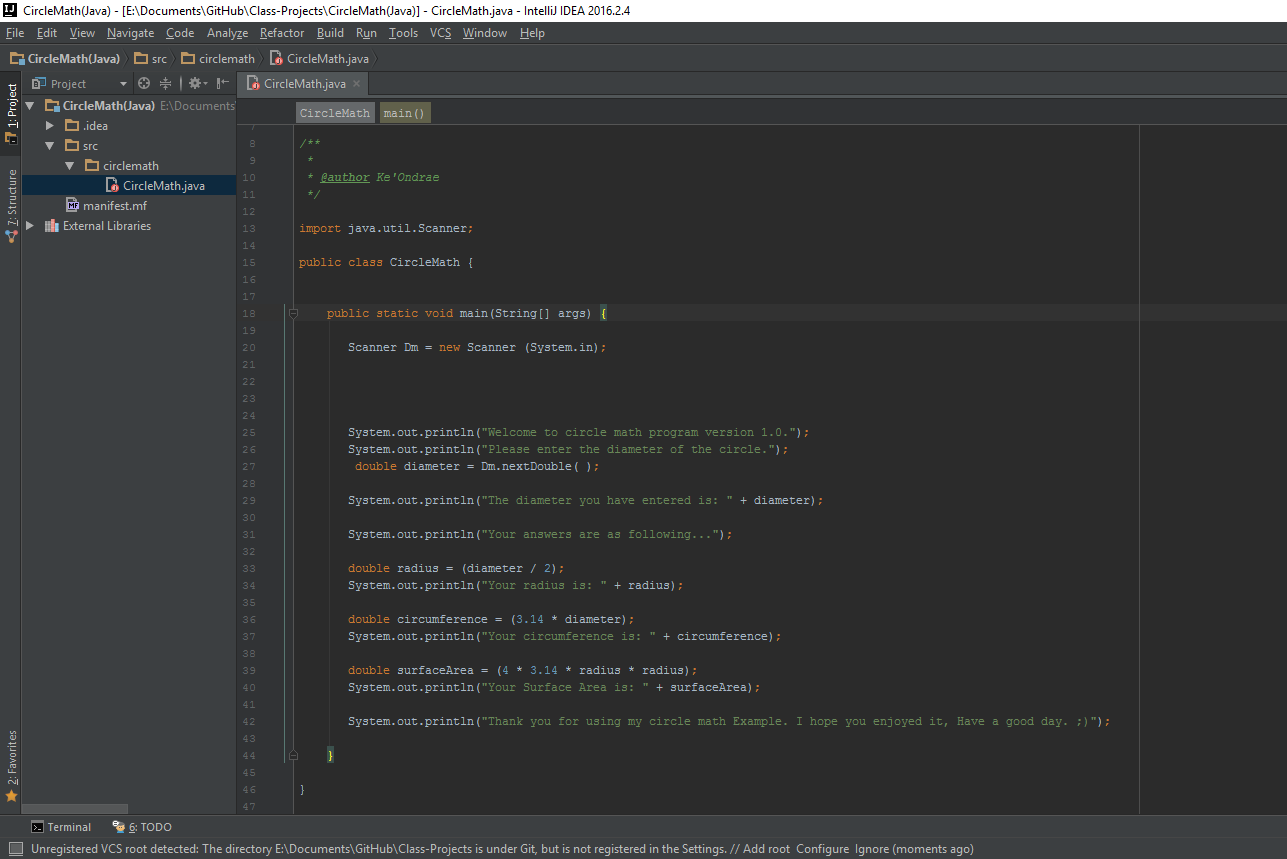 CircleMath(Java) - [E:\Documents\GitHub\Class-Projects\CircleMath(Java)] - CircleMath.java - IntelliJ IDEA 2016.2.4
File Edit View Navigate Code Analyze Refactor Build Run Tools VCS Window Help
CircleMath(Java) src circlemath CircleMath.java
1: Project
7: Structure
2: Favorites
Project
CircleMath(Java) E:\Documents
.idea
src
circlemath
CircleMath.java
manifest.mf
External Libraries
CircleMath.java
CircleMath main()
7
8 /**
9 *
10 * @author Ke'Ondrae
11 */
12
13 import java.util.Scanner;
14
15 public class CircleMath {
16
17
18 public static void main(String[] args) {
19
20 Scanner Dm = new Scanner (System.in);
21
22
23
24
25 System.out.println("Welcome to circle math program version 1.0.");
26 System.out.println("Please enter the diameter of the circle.");
27 double diameter = Dm.nextDouble( );
28
29 System.out.println("The diameter you have entered is: " + diameter);
30
31 System.out.println("Your answers are as following...");
32
33 double radius = (diameter / 2);
34 System.out.println("Your radius is: " + radius);
35
36 double circumference = (3.14 * diameter);
37 System.out.println("Your circumference is: " + circumference);
38
39 double surfaceArea = (4 * 3.14 * radius * radius);
40 System.out.println("Your Surface Area is: " + surfaceArea);
41
42 System.out.println("Thank you for using my circle math Example. I hope you enjoyed it, Have a good day. ;)");
43
44 }
45
46 }
47
Terminal 6: TODO
Unregistered VCS root detected: The directory E:\Documents\GitHub\Class-Projects is under Git, but is not registered in the Settings. // Add root Configure Ignore (moments ago)